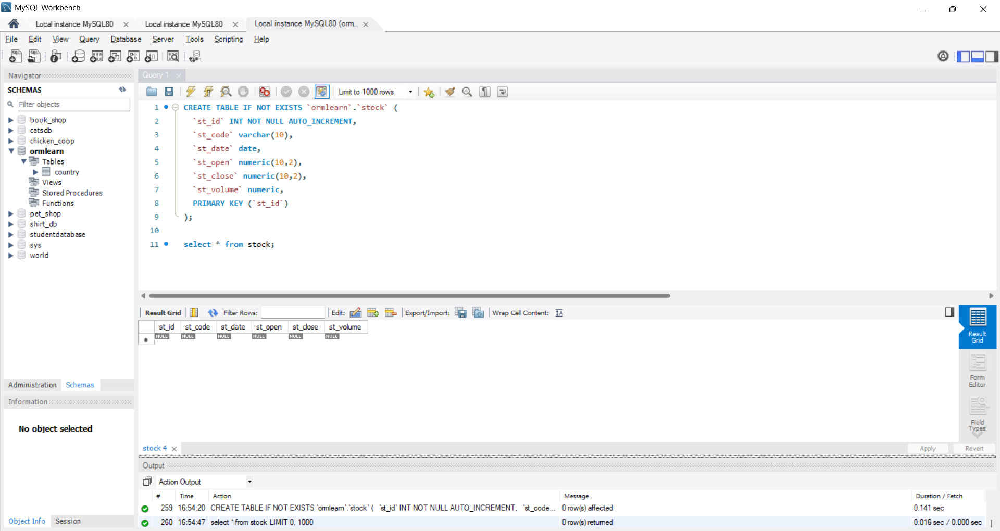 MySQL Workbench
Local instance MySQL80
Local instance MySQL80
Local instance MySQL80 (orm...
File Edit View Query Database Server Tools Scripting Help
Navigator
SCHEMAS
Filter objects
book_shop
catsdb
chicken_coop
ormlearn
Tables
country
Views
Stored Procedures
Functions
pet_shop
shirt_db
studentdatabase
sys
world
Administration Schemas
Information
No object selected
Object Info Session
Query 1
Limit to 1000 rows
1 CREATE TABLE IF NOT EXISTS `ormlearn`.`stock` (
2 `st_id` INT NOT NULL AUTO_INCREMENT,
3 `st_code` varchar(10),
4 `st_date` date,
5 `st_open` numeric(10,2),
6 `st_close` numeric(10,2),
7 `st_volume` numeric,
8 PRIMARY KEY (`st_id`)
9 );
10
11 select * from stock;
Result Grid Filter Rows: Edit: Export/Import: Wrap Cell Content:
st_id st_code st_date st_open st_close st_volume
NULL NULL NULL NULL NULL NULL
Result
Grid
Form
Editor
Field
Types
stock 4
Apply Revert
Output
Action Output
# Time Action Message Duration / Fetch
259 16:54:20 CREATE TABLE IF NOT EXISTS `ormlearn`.`stock` ( `st_id` INT NOT NULL AUTO_INCREMENT, `st_code... 0 row(s) affected 0.141 sec
260 16:54:47 select * from stock LIMIT 0, 1000 0 row(s) returned 0.016 sec / 0.000 sec